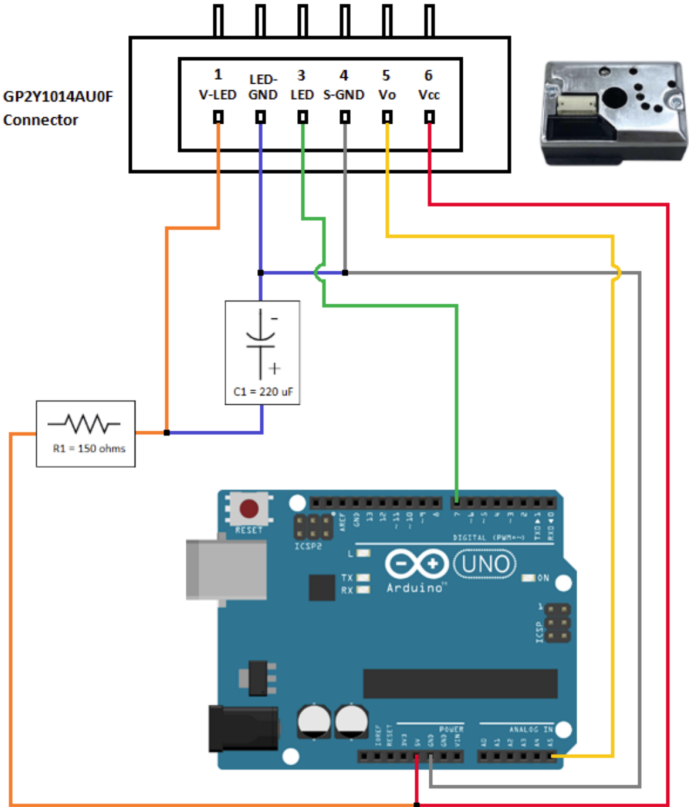 GP2Y1014AU0F
Connector
1
V-LED
LED-
GND
3
LED
4
S-GND
5
Vo
6
Vcc
-
+
C1 = 220 uF
R1 = 150 ohms
RESET
ICSP2
AREF
GND
13
12
~11
~10
~9
8
7
~6
~5
4
~3
2
TXD▶1
RXD◀0
DIGITAL (PWM=~)
L
TX
RX
UNO
Arduino™
ON
1
ICSP
POWER
ANALOG IN
IOREF
RESET
3V3
5V
GND
GND
VIN
A0
A1
A2
A3
A4
A5